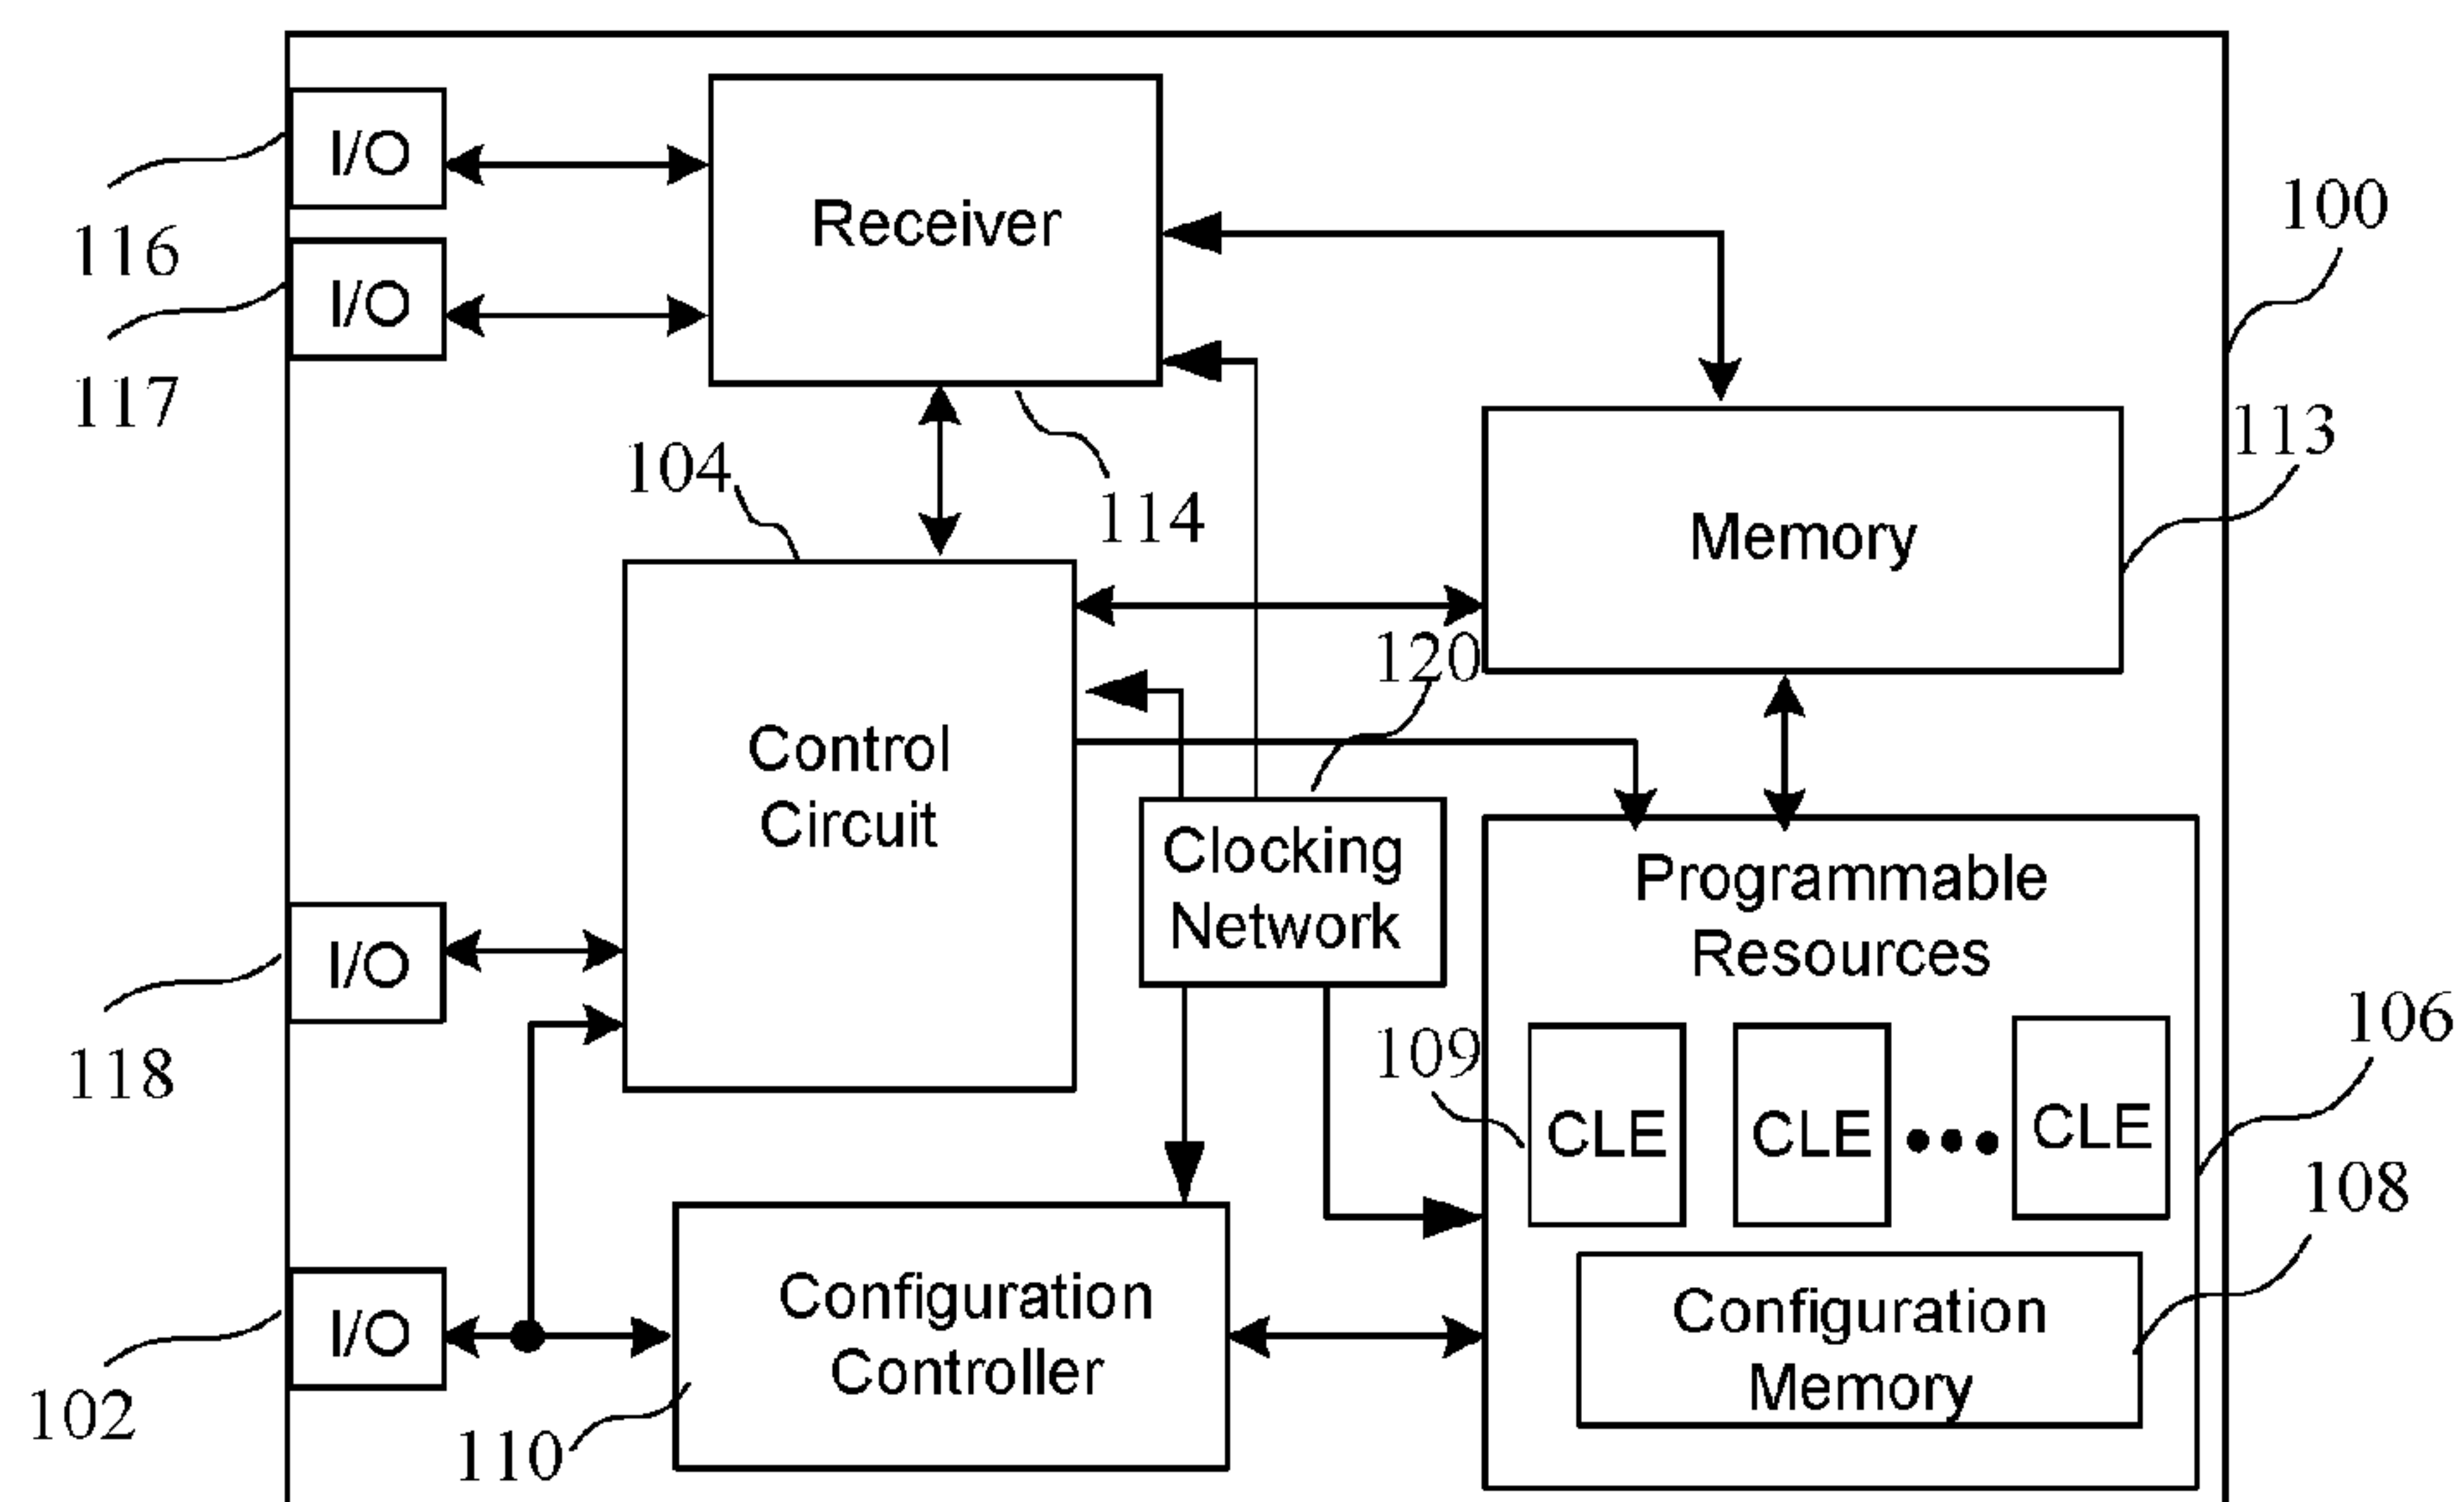 I/O
116
I/O
117
Receiver
100
113
104
114
Memory
120
Control
Circuit
Clocking
Network
Programmable
Resources
I/O
118
109
106
CLE
CLE
CLE
108
I/O
102
Configuration
Controller
110
Configuration
Memory